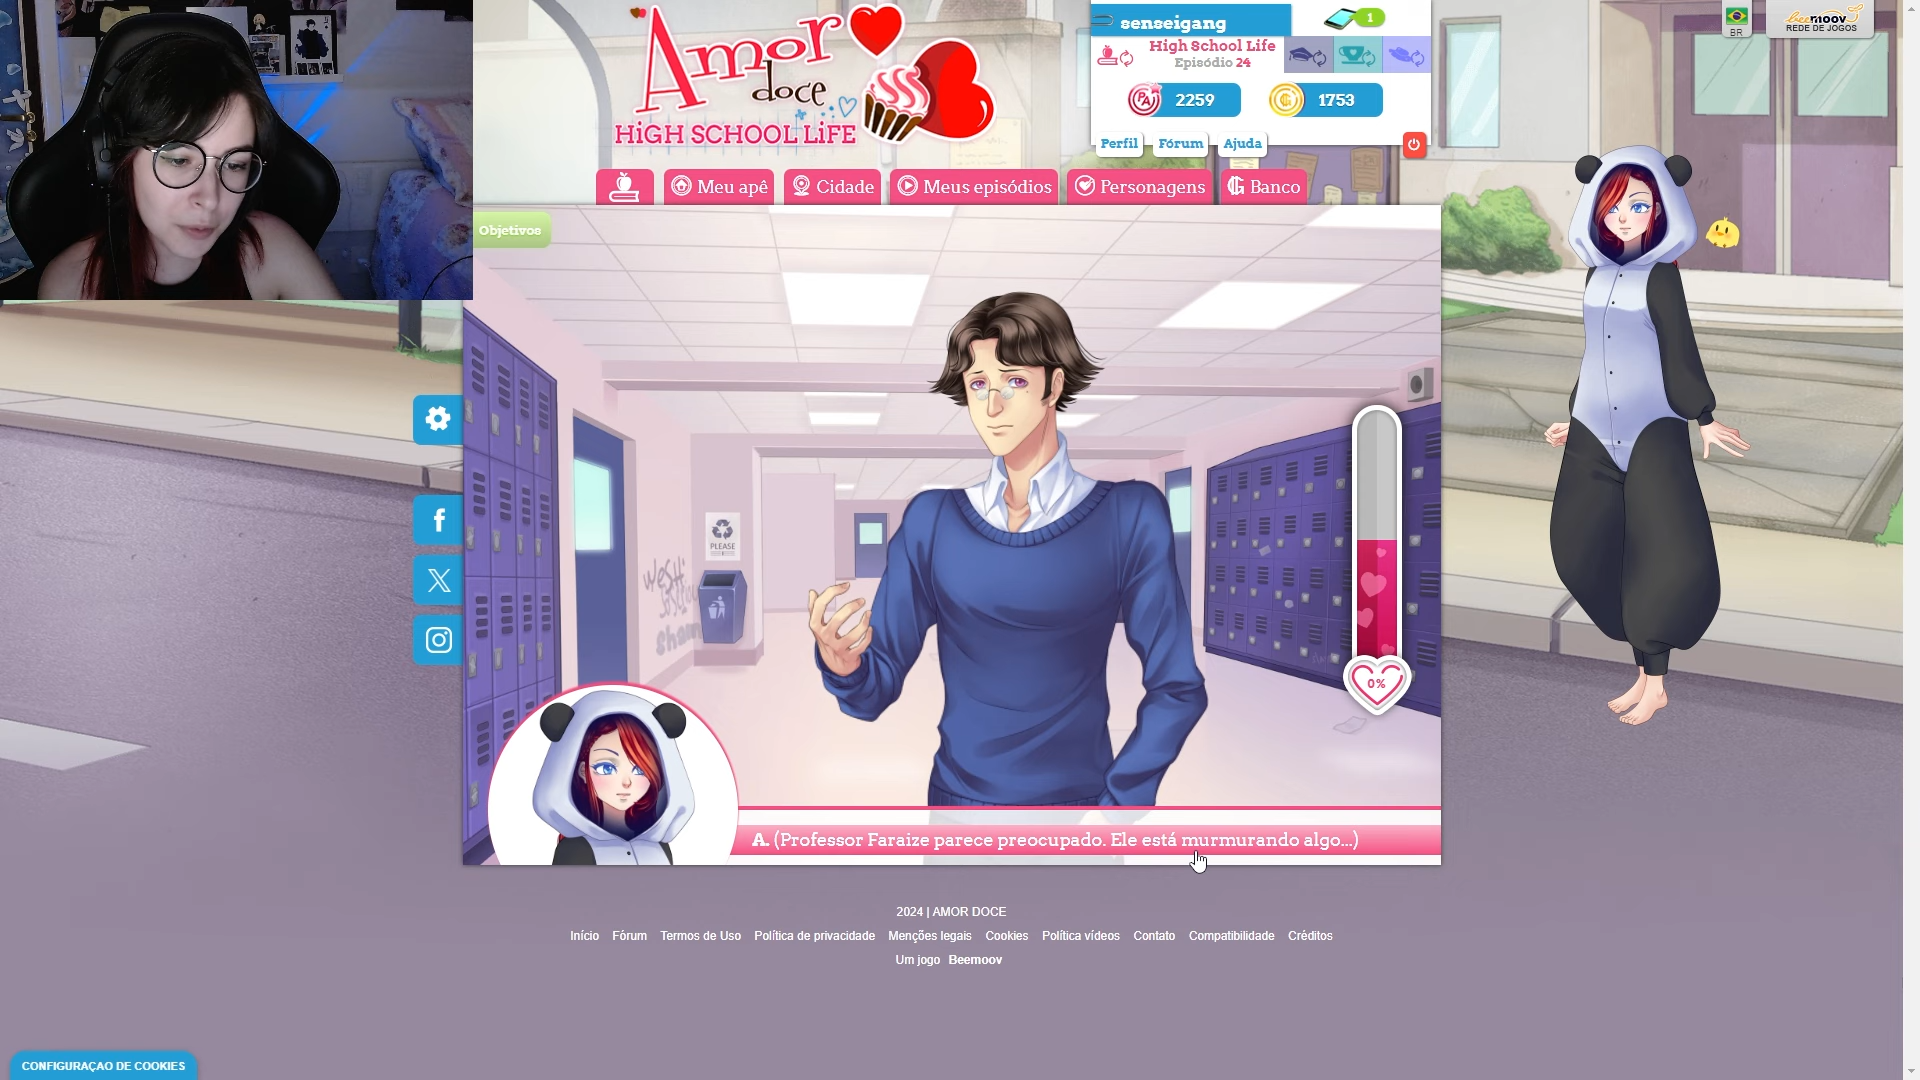 Amor
doce
HiGH SCHOOL LiFE
senseigang
1
High School Life
Episódio 24
PA
2259
1753
Perfil
Fórum
Ajuda
BR
beemoov
REDE DE JOGOS
Meu apê
Cidade
Meus episódios
Personagens
Banco
Objetivos
PLEASE
0%
A. (Professor Faraize parece preocupado. Ele está murmurando algo...)
2024 | AMOR DOCE
Início Fórum Termos de Uso Política de privacidade Menções legais Cookies Política vídeos Contato Compatibilidade Créditos
Um jogo Beemoov
CONFIGURAÇAO DE COOKIES